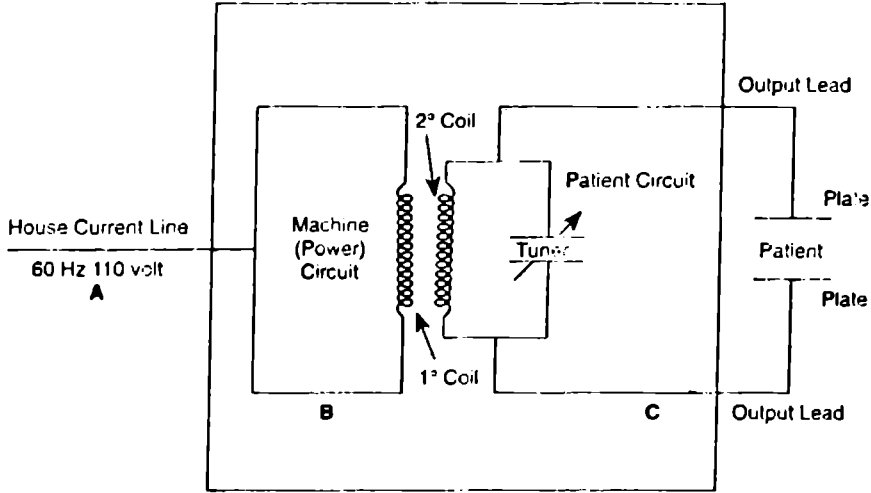 Output Lead
2° Coil
Patient Circuit
Plate
House Current Line
Machine
(Power)
Circuit
Tuner
Patient
60 Hz 110 volt
A
Plate
1° Coil
B
C
Output Lead